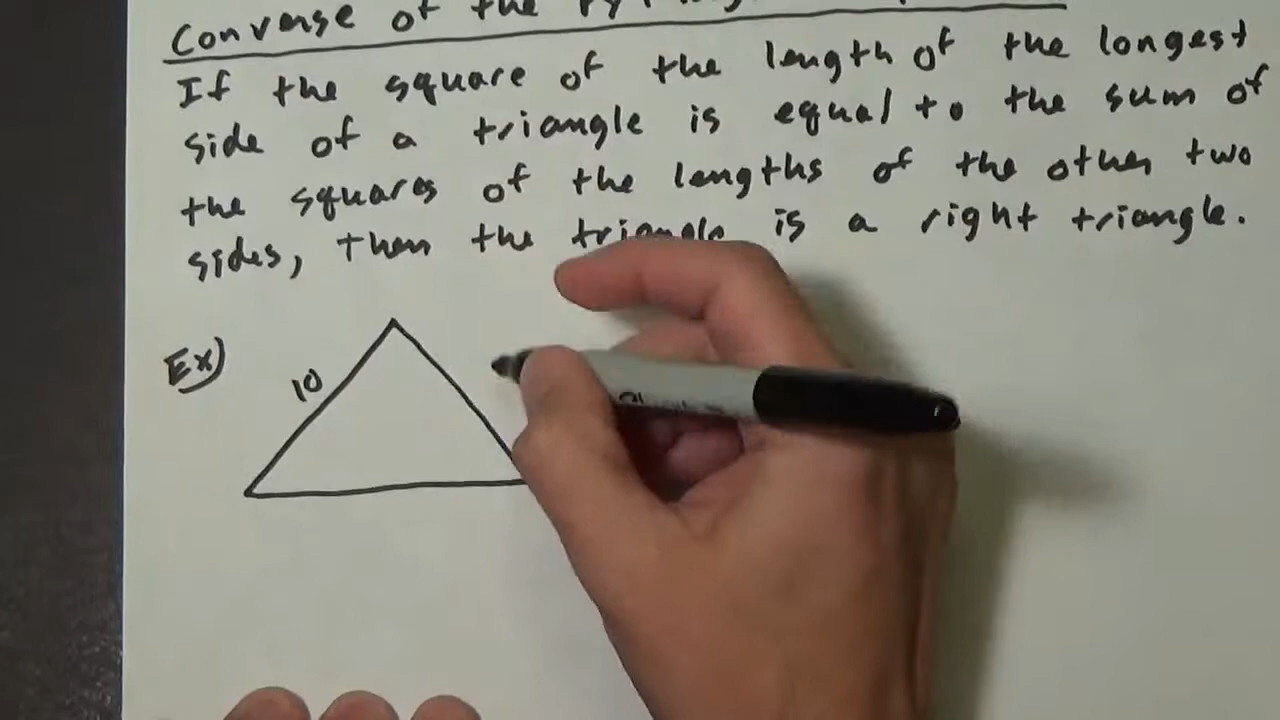 Converse of the
If the square of the length of the longest
side of a triangle is equal to the sum of
the squares of the lengths of the other two
sides, then the triangle is a right triangle.
Ex)
10